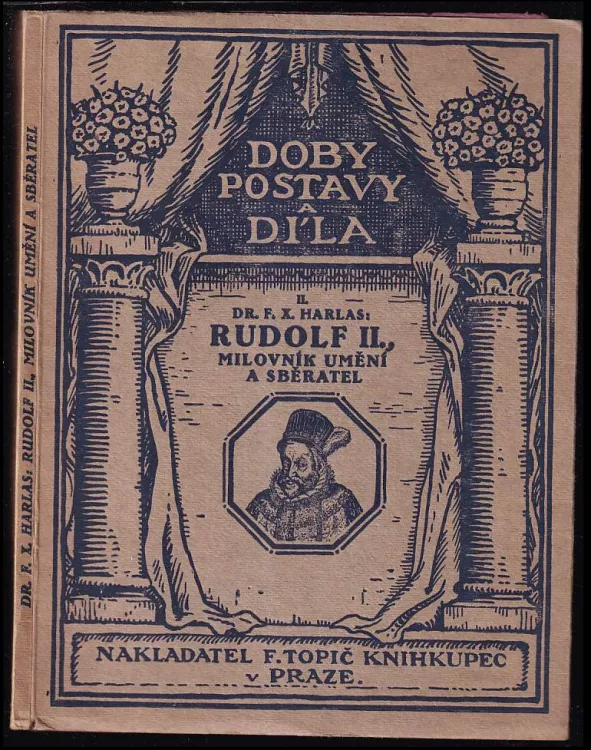 DOBY
POSTAVY
A
DÍLA
II.
DR. F. X. HARLAS:
RUDOLF II.,
MILOVNÍK UMĚNÍ
A SBĚRATEL
NAKLADATEL F. TOPIČ KNIHKUPEC
v PRAZE.
DR. F. X. HARLAS: RUDOLF II., MILOVNÍK UMĚNÍ A SBĚRATEL